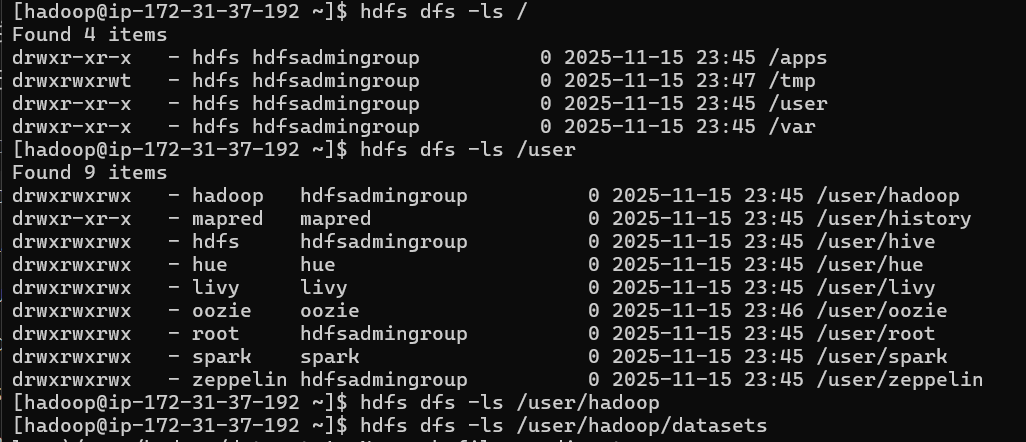 [hadoop@ip-172-31-37-192 ~]$ hdfs dfs -ls /
Found 4 items
drwxr-xr-x   - hdfs hdfsadmingroup          0 2025-11-15 23:45 /apps
drwxrwxrwt   - hdfs hdfsadmingroup          0 2025-11-15 23:47 /tmp
drwxr-xr-x   - hdfs hdfsadmingroup          0 2025-11-15 23:45 /user
drwxr-xr-x   - hdfs hdfsadmingroup          0 2025-11-15 23:45 /var
[hadoop@ip-172-31-37-192 ~]$ hdfs dfs -ls /user
Found 9 items
drwxrwxrwx   - hadoop   hdfsadmingroup          0 2025-11-15 23:45 /user/hadoop
drwxr-xr-x   - mapred   mapred                  0 2025-11-15 23:45 /user/history
drwxrwxrwx   - hdfs     hdfsadmingroup          0 2025-11-15 23:45 /user/hive
drwxrwxrwx   - hue      hue                     0 2025-11-15 23:45 /user/hue
drwxrwxrwx   - livy     livy                    0 2025-11-15 23:45 /user/livy
drwxrwxrwx   - oozie    oozie                   0 2025-11-15 23:46 /user/oozie
drwxrwxrwx   - root     hdfsadmingroup          0 2025-11-15 23:45 /user/root
drwxrwxrwx   - spark    spark                   0 2025-11-15 23:45 /user/spark
drwxrwxrwx   - zeppelin hdfsadmingroup          0 2025-11-15 23:45 /user/zeppelin
[hadoop@ip-172-31-37-192 ~]$ hdfs dfs -ls /user/hadoop
[hadoop@ip-172-31-37-192 ~]$ hdfs dfs -ls /user/hadoop/datasets